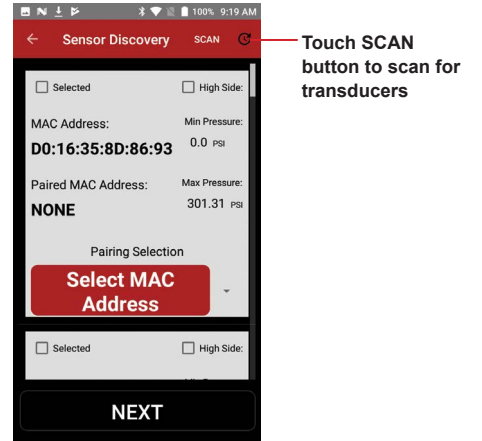 100% 9:19 AM
Sensor Discovery SCAN
Touch SCAN
button to scan for
transducers
Selected High Side:
MAC Address: Min Pressure:
D0:16:35:8D:86:93 0.0 PSI
Paired MAC Address: Max Pressure:
NONE 301.31 PSI
Pairing Selection
Select MAC
Address
Selected High Side:
NEXT